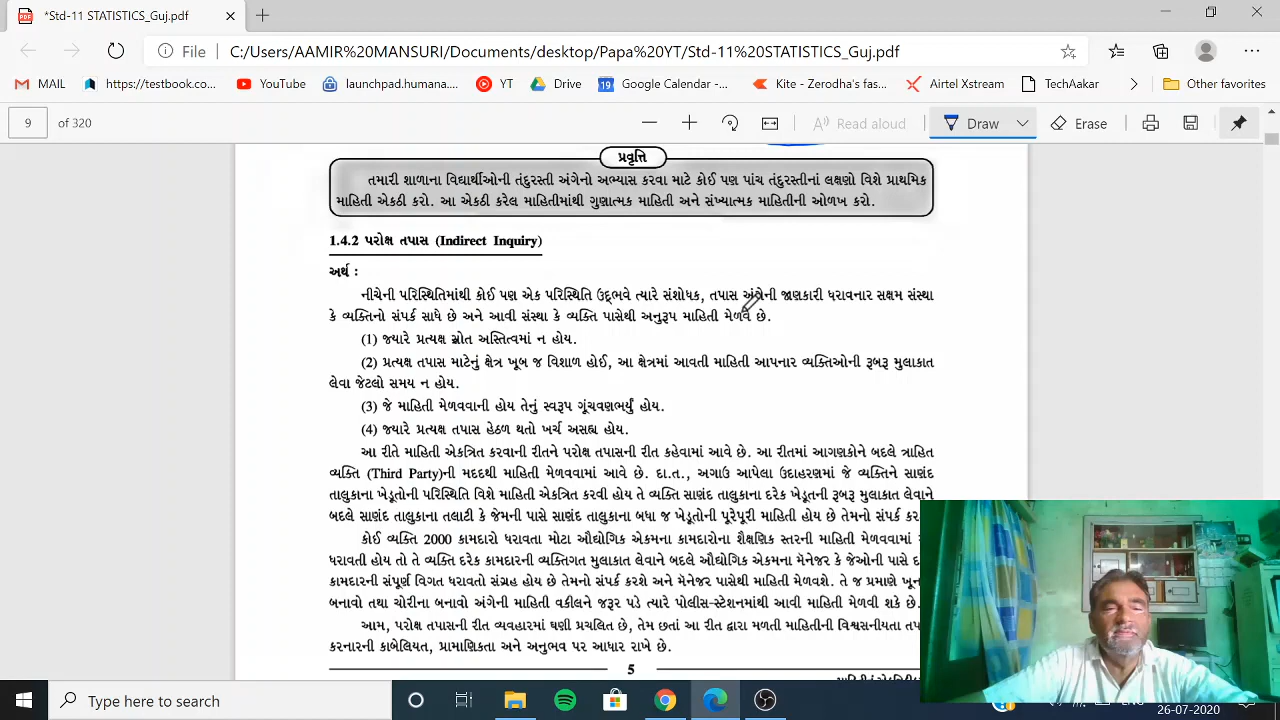 *Std-11 STATISTICS_Guj.pdf
File C:/Users/AAMIR%20MANSURI/Documents/desktop/Papa%20YT/Std-11%20STATISTICS_Guj.pdf
MAIL https://testbook.co... YouTube launchpad.humana... YT Drive Google Calendar - J... Kite - Zerodha's fas... Airtel Xstream TechAakar Other favorites
9 of 320 Read aloud Draw Erase
પ્રવૃત્તિ
તમારી શાળાના વિદ્યાર્થીઓની તંદુરસ્તી અંગેનો અભ્યાસ કરવા માટે કોઈ પણ પાંચ તંદુરસ્તીનાં લક્ષણો વિશે પ્રાથમિક
માહિતી એકઠી કરો. આ એકઠી કરેલ માહિતીમાંથી ગુણાત્મક માહિતી અને સંખ્યાત્મક માહિતીની ઓળખ કરો.
1.4.2 પરોક્ષ તપાસ (Indirect Inquiry)
અર્થ :
નીચેની પરિસ્થિતિમાંથી કોઈ પણ એક પરિસ્થિતિ ઉદ્ભવે ત્યારે સંશોધક, તપાસ અંગેની જાણકારી ધરાવનાર સક્ષમ સંસ્થા
કે વ્યક્તિનો સંપર્ક સાધે છે અને આવી સંસ્થા કે વ્યક્તિ પાસેથી અનુરૂપ માહિતી મેળવે છે.
(1) જ્યારે પ્રત્યક્ષ સ્રોત અસ્તિત્વમાં ન હોય.
(2) પ્રત્યક્ષ તપાસ માટેનું ક્ષેત્ર ખૂબ જ વિશાળ હોઈ, આ ક્ષેત્રમાં આવતી માહિતી આપનાર વ્યક્તિઓની રૂબરૂ મુલાકાત
લેવા જેટલો સમય ન હોય.
(3) જે માહિતી મેળવવાની હોય તેનું સ્વરૂપ ગૂંચવણભર્યું હોય.
(4) જ્યારે પ્રત્યક્ષ તપાસ હેઠળ થતો ખર્ચ અસહ્ય હોય.
આ રીતે માહિતી એકત્રિત કરવાની રીતને પરોક્ષ તપાસની રીત કહેવામાં આવે છે. આ રીતમાં આગણકોને બદલે ત્રાહિત
વ્યક્તિ (Third Party)ની મદદથી માહિતી મેળવવામાં આવે છે. દા.ત., અગાઉ આપેલા ઉદાહરણમાં જે વ્યક્તિને સાણંદ
તાલુકાના ખેડૂતોની પરિસ્થિતિ વિશે માહિતી એકત્રિત કરવી હોય તે વ્યક્તિ સાણંદ તાલુકાના દરેક ખેડૂતની રૂબરૂ મુલાકાત લેવાને
બદલે સાણંદ તાલુકાના તલાટી કે જેમની પાસે સાણંદ તાલુકાના બધા જ ખેડૂતોની પૂરેપૂરી માહિતી હોય છે તેમનો સંપર્ક
કોઈ વ્યક્તિ 2000 કામદારો ધરાવતા મોટા ઔદ્યોગિક એકમના કામદારોના શૈક્ષણિક સ્તરની માહિતી મેળવવામાં
ધરાવતી હોય તો તે વ્યક્તિ દરેક કામદારની વ્યક્તિગત મુલાકાત લેવાને બદલે ઔદ્યોગિક એકમના મૅનેજર કે જેઓની પાસે
કામદારની સંપૂર્ણ વિગત ધરાવતો સંગ્રહ હોય છે તેમનો સંપર્ક કરશે અને મૅનેજર પાસેથી માહિતી મેળવશે. તે જ પ્રમાણે
બનાવો તથા ચોરીના બનાવો અંગેની માહિતી વકીલને જરૂર પડે ત્યારે પોલીસ-સ્ટેશનમાંથી આવી માહિતી મેળવી શકે છે.
આમ, પરોક્ષ તપાસની રીત વ્યવહારમાં ઘણી પ્રચલિત છે, તેમ છતાં આ રીત દ્વારા મળતી માહિતીની વિશ્વસનીયતા
કરનારની કાબેલિયત, પ્રામાણિકતા અને અનુભવ પર આધાર રાખે છે.
5
Type here to search
26-07-2020